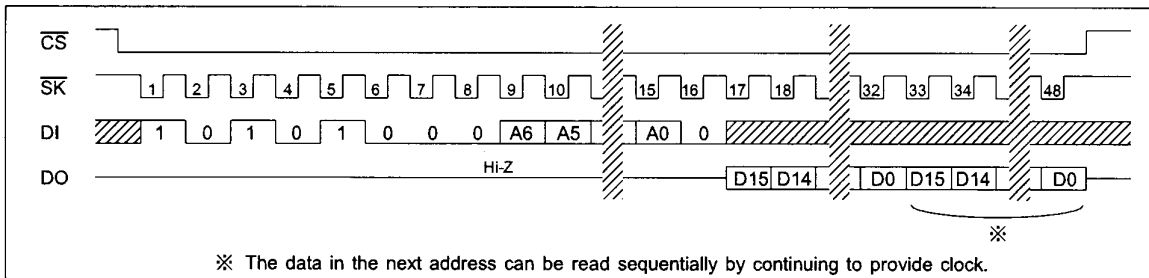 CS
SK 1 2 3 4 5 6 7 8 9 10 15 16 17 18 32 33 34 48
DI 1 0 1 0 1 0 0 0 A6 A5 A0 0
Hi-Z
DO D15 D14 D0 D15 D14 D0
※
※ The data in the next address can be read sequentially by continuing to provide clock.